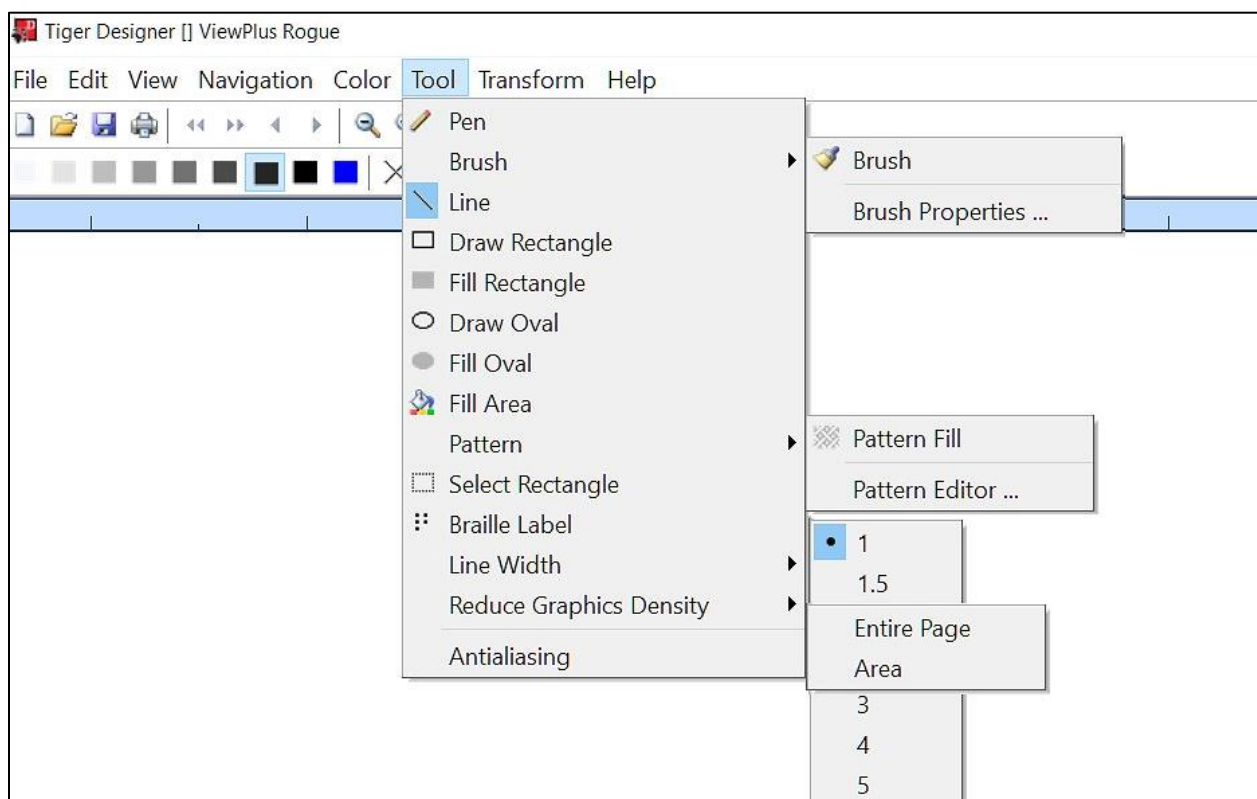 Tiger Designer [] ViewPlus Rogue
File Edit View Navigation Color Tool Transform Help
Pen
Brush
Brush
Brush Properties ...
Line
Draw Rectangle
Fill Rectangle
Draw Oval
Fill Oval
Fill Area
Pattern
Pattern Fill
Pattern Editor ...
Select Rectangle
Braille Label
Line Width
1
1.5
Reduce Graphics Density
Entire Page
Area
Antialiasing
3
4
5